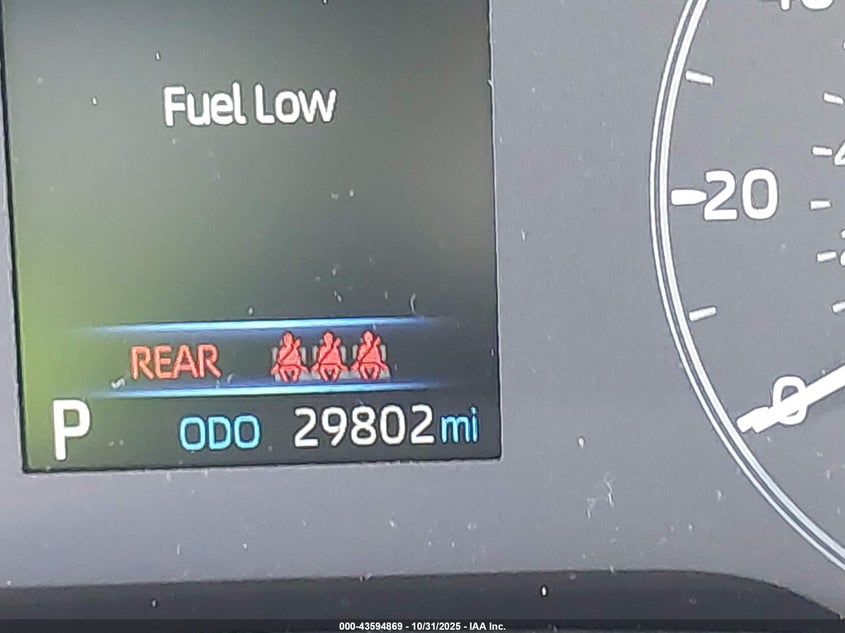 Fuel Low
REAR
P ODO 29802 mi
20
0
000-43594869 - 10/31/2025 - IAA Inc.